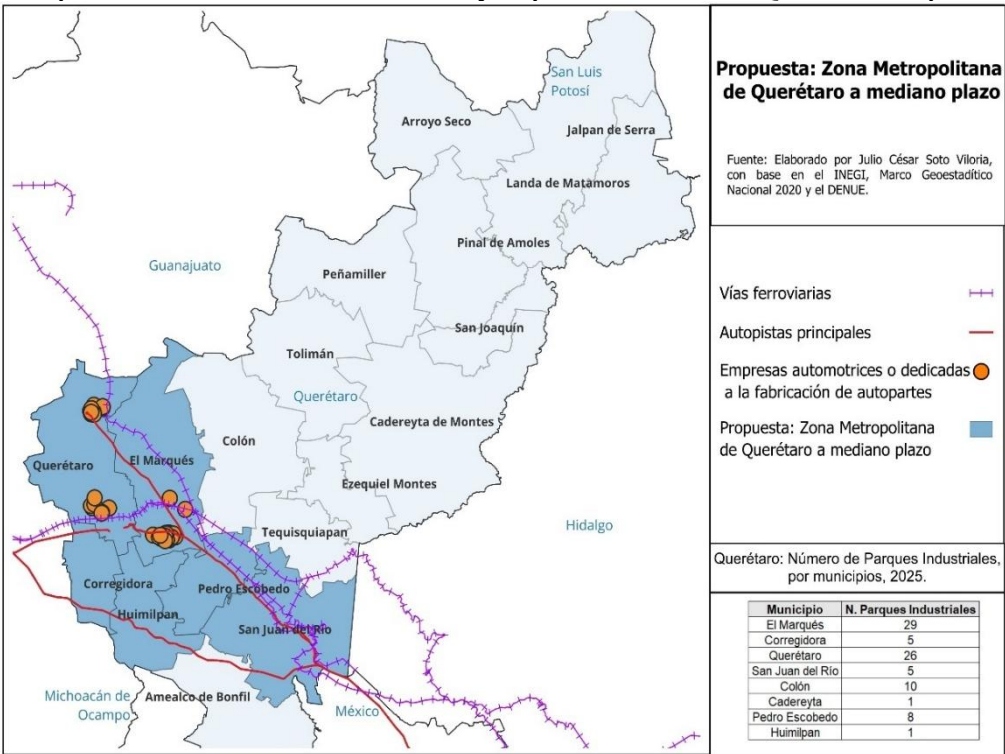 San Luis
Potosí
Arroyo Seco
Jalpan de Serra
Landa de Matamoros
Pinal de Amoles
Guanajuato
Peñamiller
San Joaquín
Tolimán
Querétaro
Cadereyta de Montes
Colón
Querétaro
El Marqués
Ezequiel Montes
Tequisquiapan
Hidalgo
Corregidora
Pedro Escobedo
Huimilpan
San Juan del Río
Michoacán de
Ocampo
Amealco de Bonfil
México
Propuesta: Zona Metropolitana
de Querétaro a mediano plazo
Fuente: Elaborado por Julio César Soto Viloria,
con base en el INEGI, Marco Geoestadítico
Nacional 2020 y el DENUE.
Vías ferroviarias
Autopistas principales
Empresas automotrices o dedicadas
a la fabricación de autopartes
Propuesta: Zona Metropolitana
de Querétaro a mediano plazo
Querétaro: Número de Parques Industriales,
por municipios, 2025.
Municipio N. Parques Industriales
El Marqués 29
Corregidora 5
Querétaro 26
San Juan del Río 5
Colón 10
Cadereyta 1
Pedro Escobedo 8
Huimilpan 1